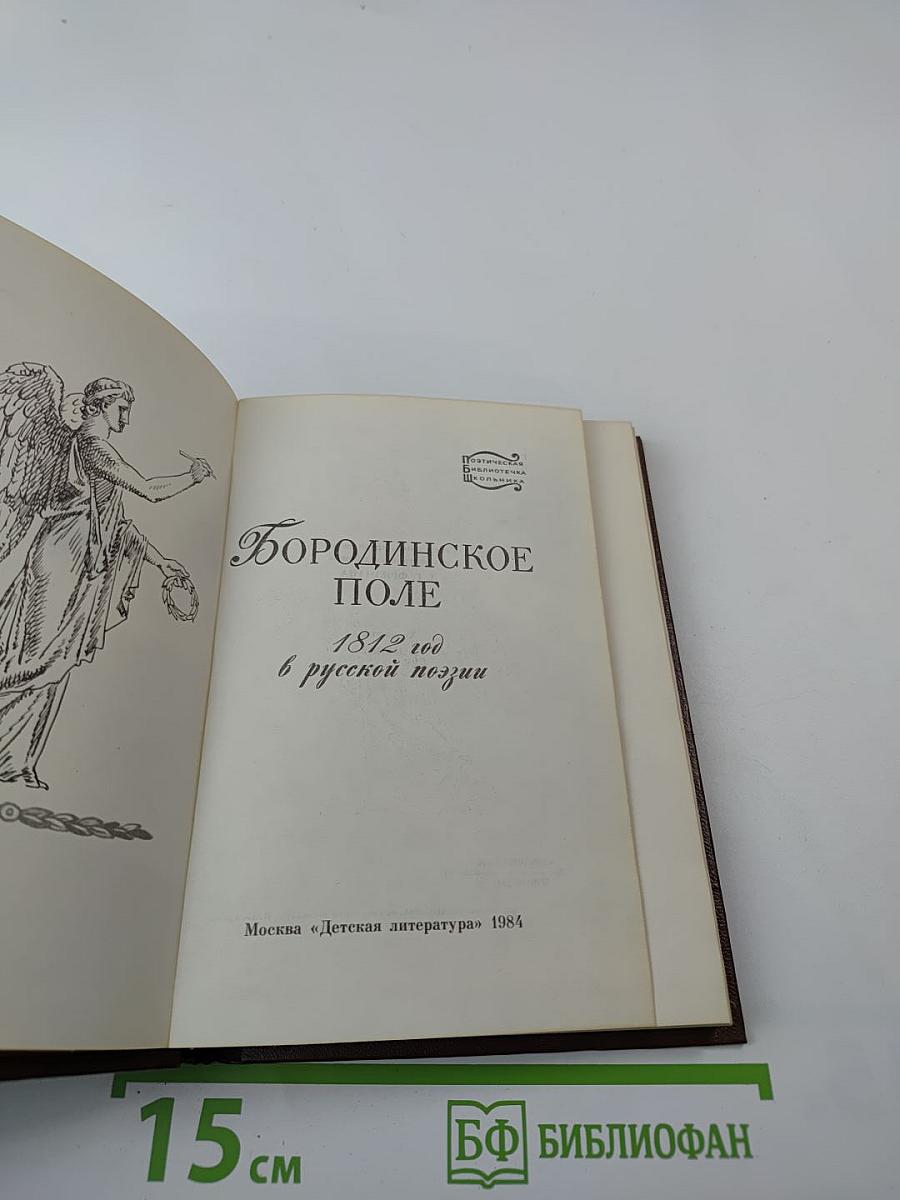 Поэтическая
Библиотечка
Школьника
Бородинское
поле
1812 год
в русской поэзии
Москва «Детская литература» 1984
15 см
БФ БИБЛИОФАН